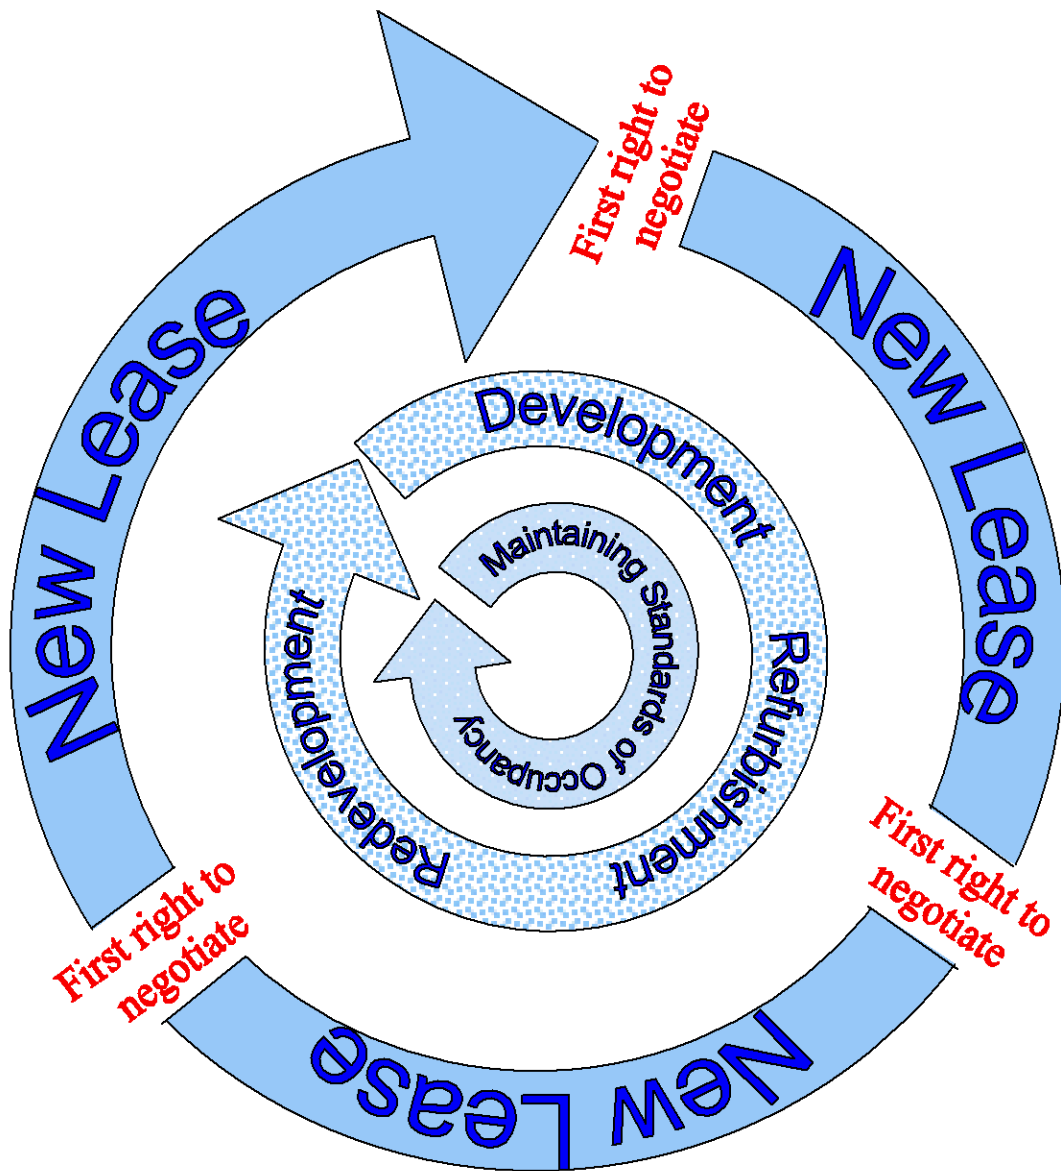 First right to
negotiate
New Lease
First right to
negotiate
New Lease
First right to
negotiate
New Lease
Development
Refurbishment
Redevelopment
Maintaining Standards of Occupancy